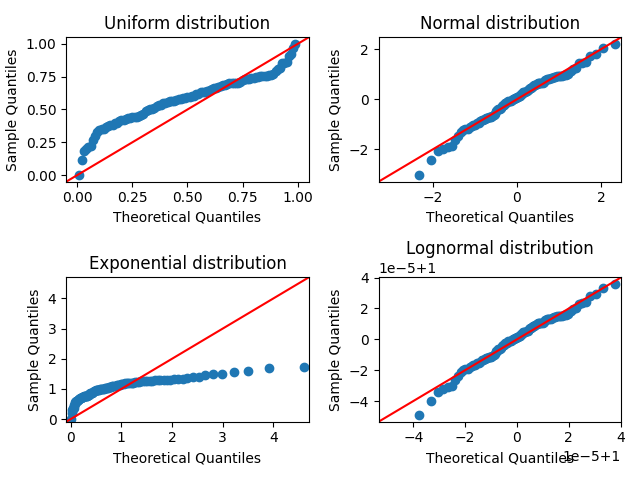 Uniform distribution
Sample Quantiles
1.00
0.75
0.50
0.25
0.00
0.00 0.25 0.50 0.75 1.00
Theoretical Quantiles
Normal distribution
Sample Quantiles
2
0
−2
−2 0 2
Theoretical Quantiles
Exponential distribution
Sample Quantiles
4
3
2
1
0
0 1 2 3 4
Theoretical Quantiles
Lognormal distribution
1e−5+1
Sample Quantiles
4
2
0
−2
−4
−4 −2 0 2 4
Theoretical Quantiles
1e−5+1